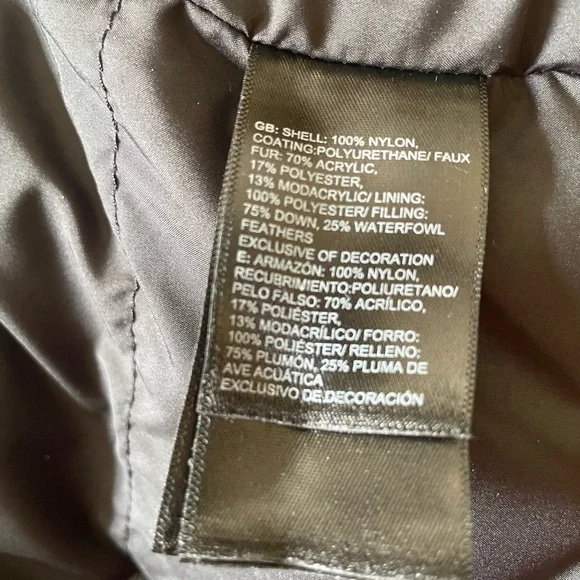 GB: SHELL: 100% NYLON,
COATING:POLYURETHANE/ FAUX
FUR: 70% ACRYLIC,
17% POLYESTER,
13% MODACRYLIC/ LINING:
100% POLYESTER/ FILLING:
75% DOWN, 25% WATERFOWL
FEATHERS
EXCLUSIVE OF DECORATION
E: ARMAZÓN: 100% NYLON,
RECUBRIMIENTO:POLIURETANO/
PELO FALSO: 70% ACRÍLICO,
17% POLIÉSTER,
13% MODACRÍLICO/ FORRO:
100% POLIÉSTER/ RELLENO:
75% PLUMÓN, 25% PLUMA DE
AVE ACUÁTICA
EXCLUSIVO DE DECORACIÓN